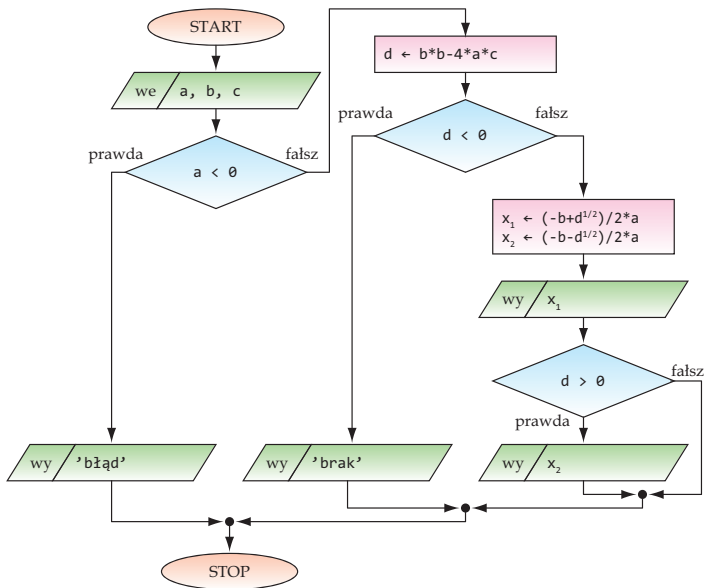 START
we a, b, c
prawda
fałsz
a < 0
d ← b*b-4*a*c
prawda
fałsz
d < 0
x₁ ← (-b+d^1/2)/2*a
x₂ ← (-b-d^1/2)/2*a
wy x₁
fałsz
d > 0
prawda
wy ’błąd’
wy ’brak’
wy x₂
STOP